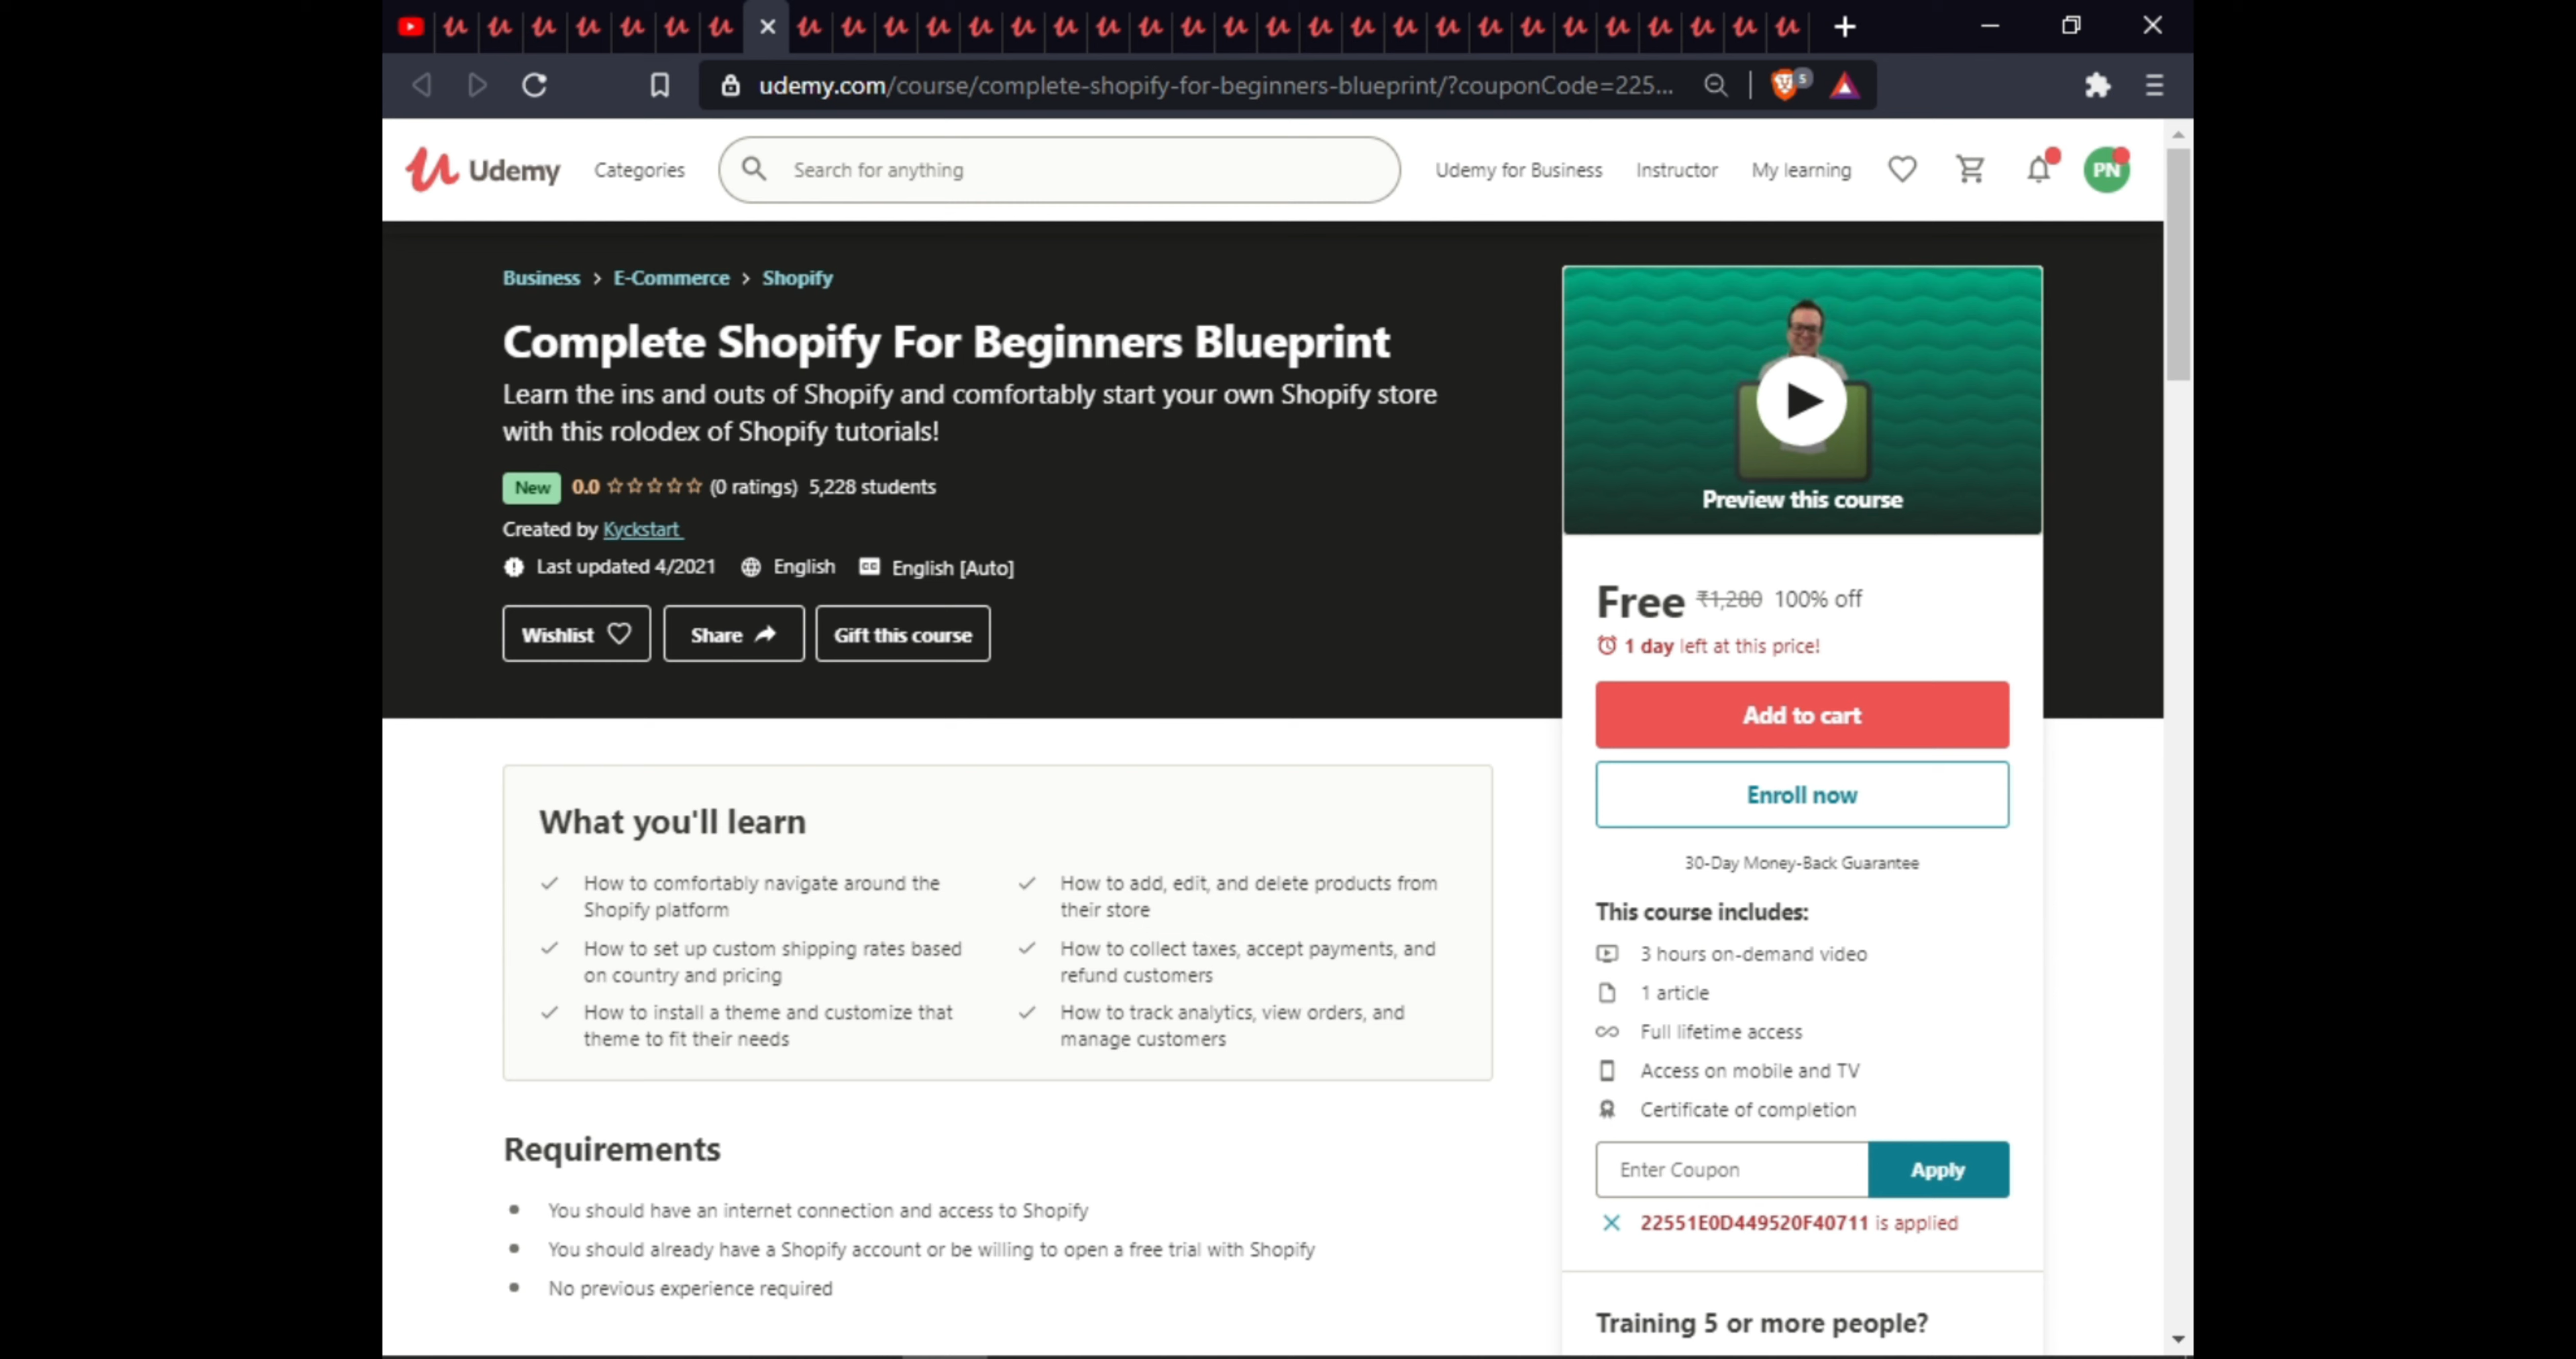 udemy.com/course/complete-shopify-for-beginners-blueprint/?couponCode=225...
5
Udemy
Categories
Search for anything
Udemy for Business
Instructor
My learning
PN
Business > E-Commerce > Shopify
Complete Shopify For Beginners Blueprint
Learn the ins and outs of Shopify and comfortably start your own Shopify store
with this rolodex of Shopify tutorials!
New 0.0 (0 ratings) 5,228 students
Created by Kyckstart
Last updated 4/2021 English CC English [Auto]
Wishlist
Share
Gift this course
Preview this course
Free ₹1,280 100% off
1 day left at this price!
Add to cart
Enroll now
30-Day Money-Back Guarantee
This course includes:
3 hours on-demand video
1 article
Full lifetime access
Access on mobile and TV
Certificate of completion
Enter Coupon
Apply
22551E0D449520F40711 is applied
Training 5 or more people?
What you'll learn
How to comfortably navigate around the
Shopify platform
How to add, edit, and delete products from
their store
How to set up custom shipping rates based
on country and pricing
How to collect taxes, accept payments, and
refund customers
How to install a theme and customize that
theme to fit their needs
How to track analytics, view orders, and
manage customers
Requirements
You should have an internet connection and access to Shopify
You should already have a Shopify account or be willing to open a free trial with Shopify
No previous experience required